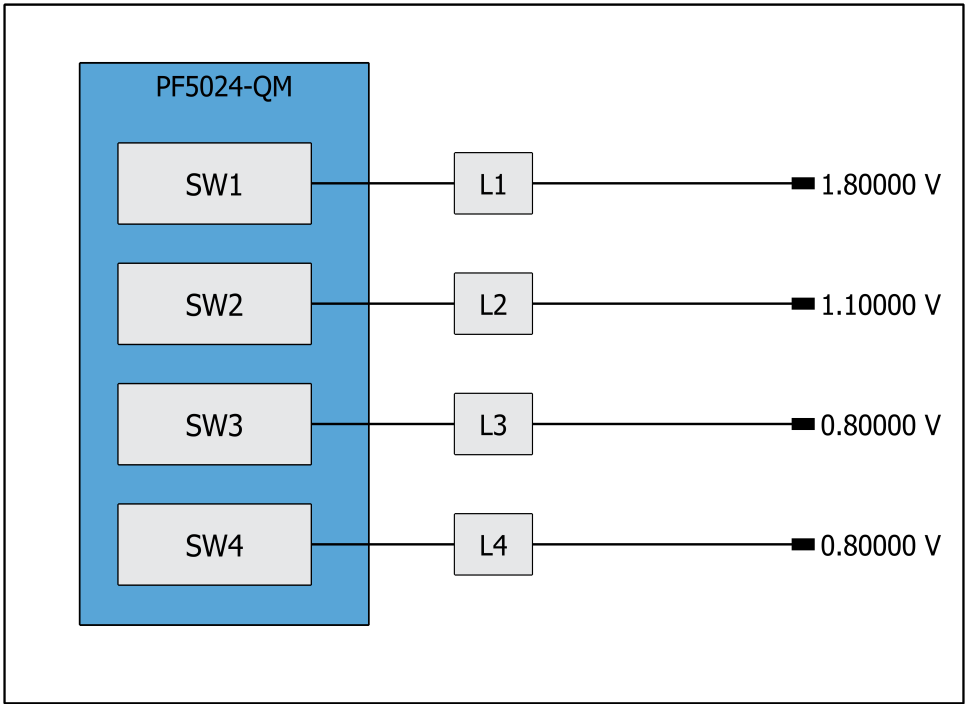 PF5024-QM
SW1 L1 1.80000 V
SW2 L2 1.10000 V
SW3 L3 0.80000 V
SW4 L4 0.80000 V